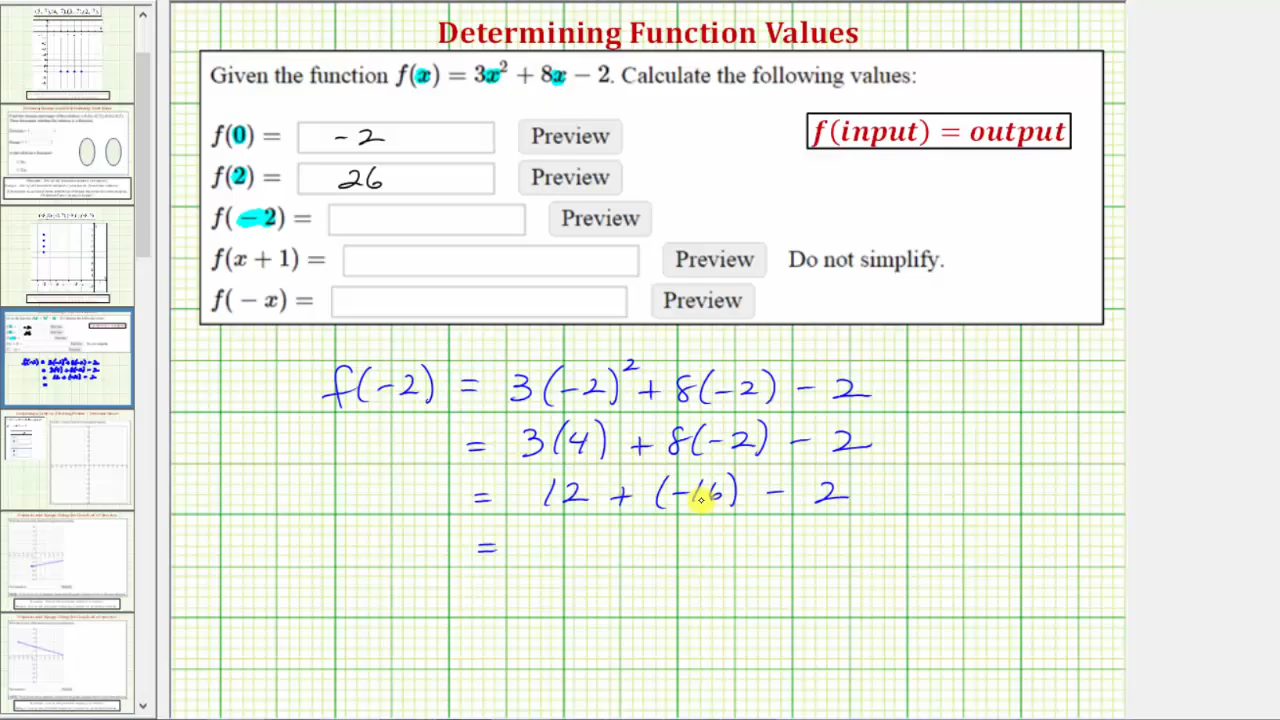 Determining Function Values
Given the function f(x) = 3x² + 8x − 2. Calculate the following values:
f(0) = -2 Preview
f(input) = output
f(2) = 26 Preview
f(−2) = Preview
f(x + 1) = Preview Do not simplify.
f( − x) = Preview
f(-2) = 3(-2)² + 8(-2) - 2
= 3(4) + 8(-2) - 2
= 12 + (-16) - 2
=